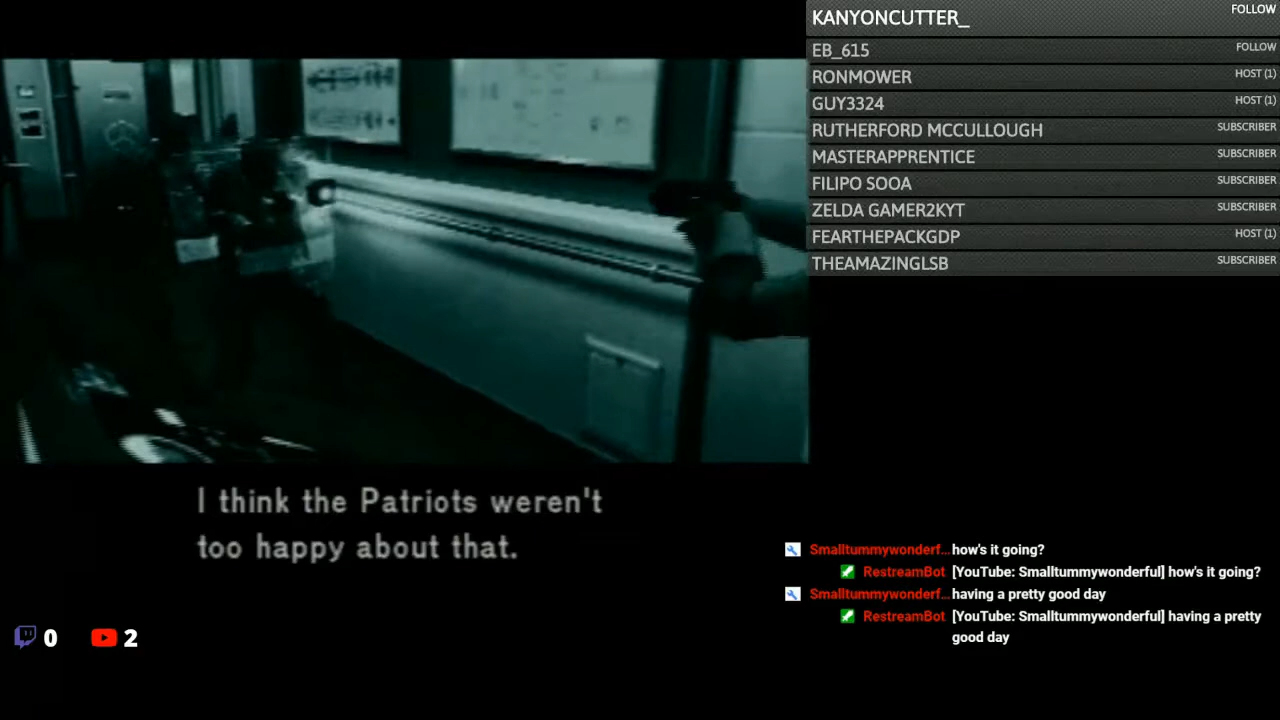 KANYONCUTTER_ FOLLOW
EB_615 FOLLOW
RONMOWER HOST (1)
GUY3324 HOST (1)
RUTHERFORD MCCULLOUGH SUBSCRIBER
MASTERAPPRENTICE SUBSCRIBER
FILIPO SOOA SUBSCRIBER
ZELDA GAMER2KYT SUBSCRIBER
FEARTHEPACKGDP HOST (1)
THEAMAZINGLSB SUBSCRIBER
I think the Patriots weren't
too happy about that.
Smalltummywonderf... how's it going?
RestreamBot [YouTube: Smalltummywonderful] how's it going?
Smalltummywonderf... having a pretty good day
RestreamBot [YouTube: Smalltummywonderful] having a pretty
good day
0 2